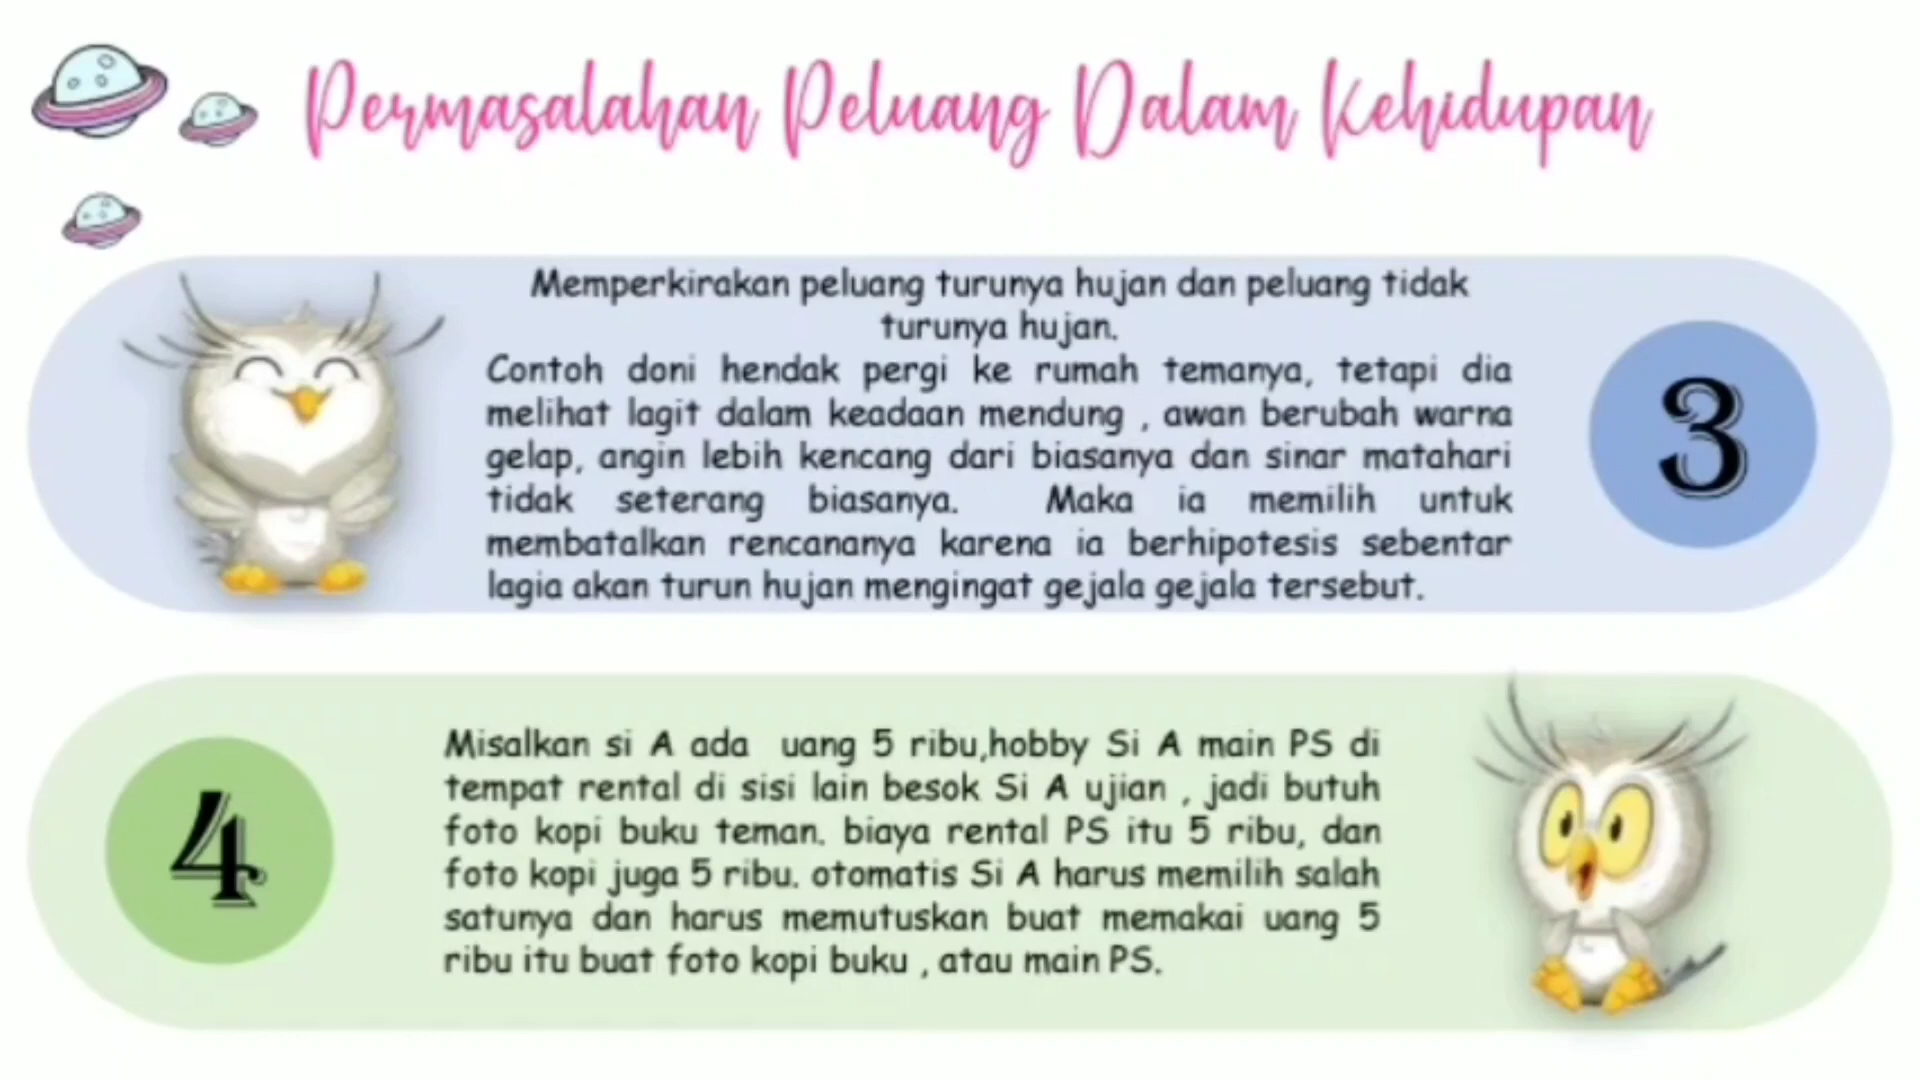 Permasalahan Peluang Dalam Kehidupan
Memperkirakan peluang turunya hujan dan peluang tidak
turunya hujan.
Contoh doni hendak pergi ke rumah temanya, tetapi dia
melihat lagit dalam keadaan mendung , awan berubah warna
gelap, angin lebih kencang dari biasanya dan sinar matahari
tidak seterang biasanya. Maka ia memilih untuk
membatalkan rencananya karena ia berhipotesis sebentar
lagia akan turun hujan mengingat gejala gejala tersebut.
3
4
Misalkan si A ada uang 5 ribu,hobby Si A main PS di
tempat rental di sisi lain besok Si A ujian , jadi butuh
foto kopi buku teman. biaya rental PS itu 5 ribu, dan
foto kopi juga 5 ribu. otomatis Si A harus memilih salah
satunya dan harus memutuskan buat memakai uang 5
ribu itu buat foto kopi buku , atau main PS.